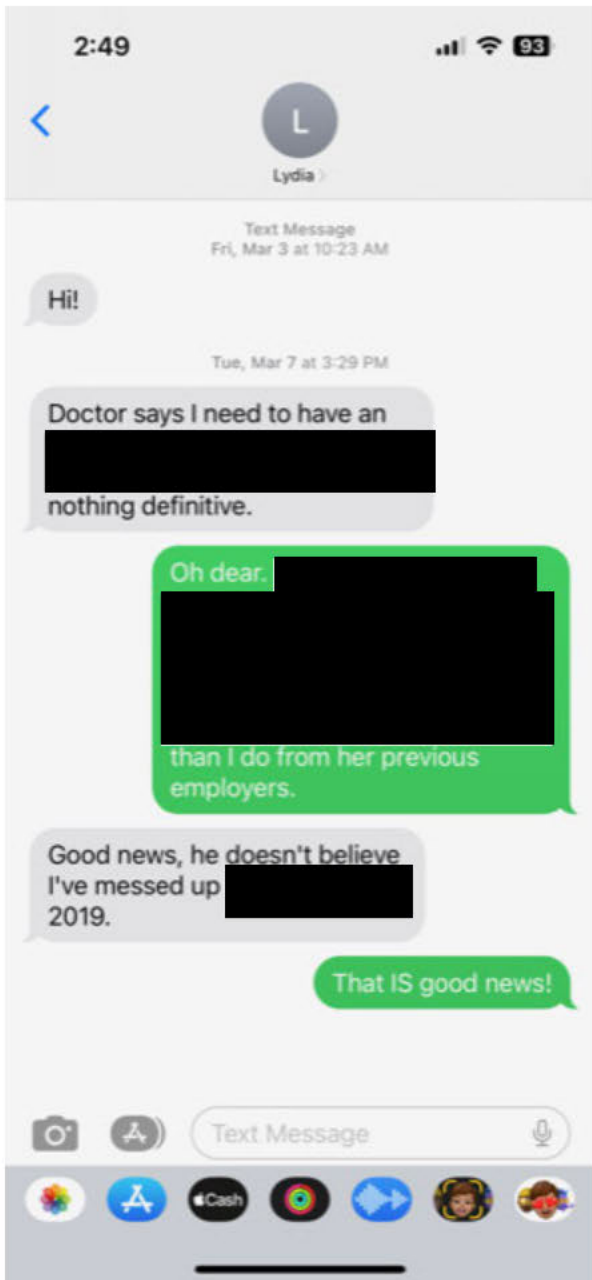 2:49
93
L
Lydia
Text Message
Fri, Mar 3 at 10:23 AM
Hi!
Tue, Mar 7 at 3:29 PM
Doctor says I need to have an
nothing definitive.
Oh dear.
than I do from her previous
employers.
Good news, he doesn't believe
I've messed up
2019.
That IS good news!
Text Message
Cash